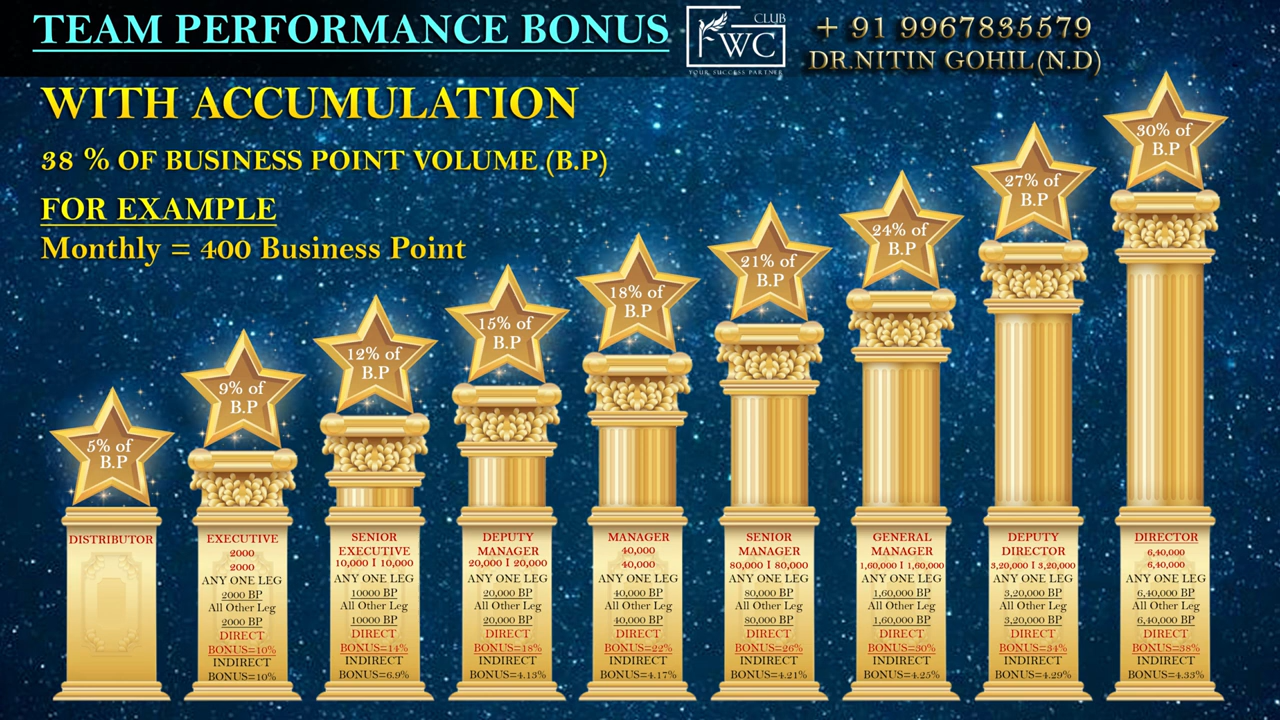 TEAM PERFORMANCE BONUS
CLUB
FWC
YOUR SUCCESS PARTNER
+ 91 9967835579
DR.NITIN GOHIL(N.D)
WITH ACCUMULATION
38 % OF BUSINESS POINT VOLUME (B.P)
FOR EXAMPLE
Monthly = 400 Business Point
5% of
B.P
9% of
B.P
12% of
B.P
15% of
B.P
18% of
B.P
21% of
B.P
24% of
B.P
27% of
B.P
30% of
B.P
DISTRIBUTOR
EXECUTIVE
2000
2000
ANY ONE LEG
2000 BP
All Other Leg
2000 BP
DIRECT
BONUS=10%
INDIRECT
BONUS=10%
SENIOR
EXECUTIVE
10,000 I 10,000
ANY ONE LEG
10000 BP
All Other Leg
10000 BP
DIRECT
BONUS=14%
INDIRECT
BONUS=6.9%
DEPUTY
MANAGER
20,000 I 20,000
ANY ONE LEG
20,000 BP
All Other Leg
20,000 BP
DIRECT
BONUS=18%
INDIRECT
BONUS=4.13%
MANAGER
40,000
40,000
ANY ONE LEG
40,000 BP
All Other Leg
40,000 BP
DIRECT
BONUS=22%
INDIRECT
BONUS=4.17%
SENIOR
MANAGER
80,000 I 80,000
ANY ONE LEG
80,000 BP
All Other Leg
80,000 BP
DIRECT
BONUS=26%
INDIRECT
BONUS=4.21%
GENERAL
MANAGER
1,60,000 I 1,60,000
ANY ONE LEG
1,60,000 BP
All Other Leg
1,60,000 BP
DIRECT
BONUS=30%
INDIRECT
BONUS=4.25%
DEPUTY
DIRECTOR
3,20,000 I 3,20,000
ANY ONE LEG
3,20,000 BP
All Other Leg
3,20,000 BP
DIRECT
BONUS=34%
INDIRECT
BONUS=4.29%
DIRECTOR
6,40,000
6,40,000
ANY ONE LEG
6,40,000 BP
All Other Leg
6,40,000 BP
DIRECT
BONUS=38%
INDIRECT
BONUS=4.33%